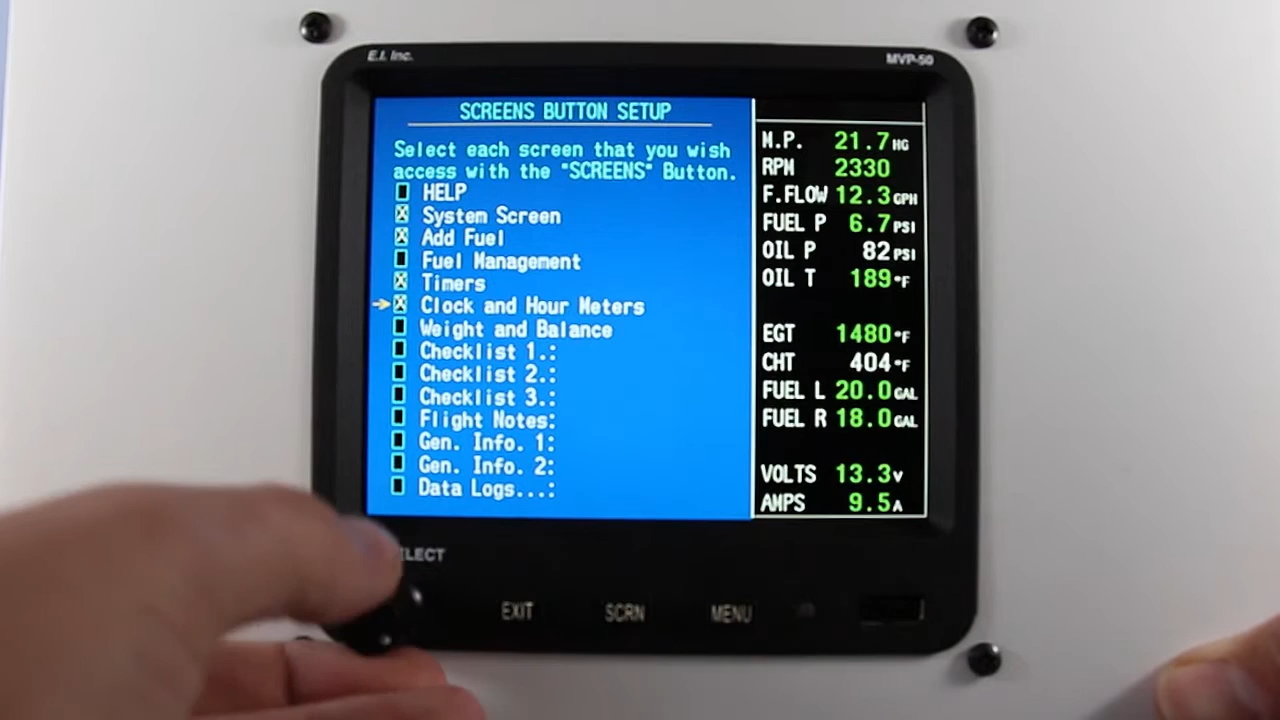 E.I. Inc.
MVP-50
SCREENS BUTTON SETUP
Select each screen that you wish
access with the "SCREENS" Button.
HELP
System Screen
Add Fuel
Fuel Management
Timers
Clock and Hour Meters
Weight and Balance
Checklist 1.:
Checklist 2.:
Checklist 3.:
Flight Notes:
Gen. Info. 1:
Gen. Info. 2:
Data Logs...:
M.P. 21.7 HG
RPM 2330
F.FLOW 12.3 GPH
FUEL P 6.7 PSI
OIL P 82 PSI
OIL T 189 °F
EGT 1480 °F
CHT 404 °F
FUEL L 20.0 GAL
FUEL R 18.0 GAL
VOLTS 13.3 V
AMPS 9.5 A
ELECT
EXIT
SCRN
MENU